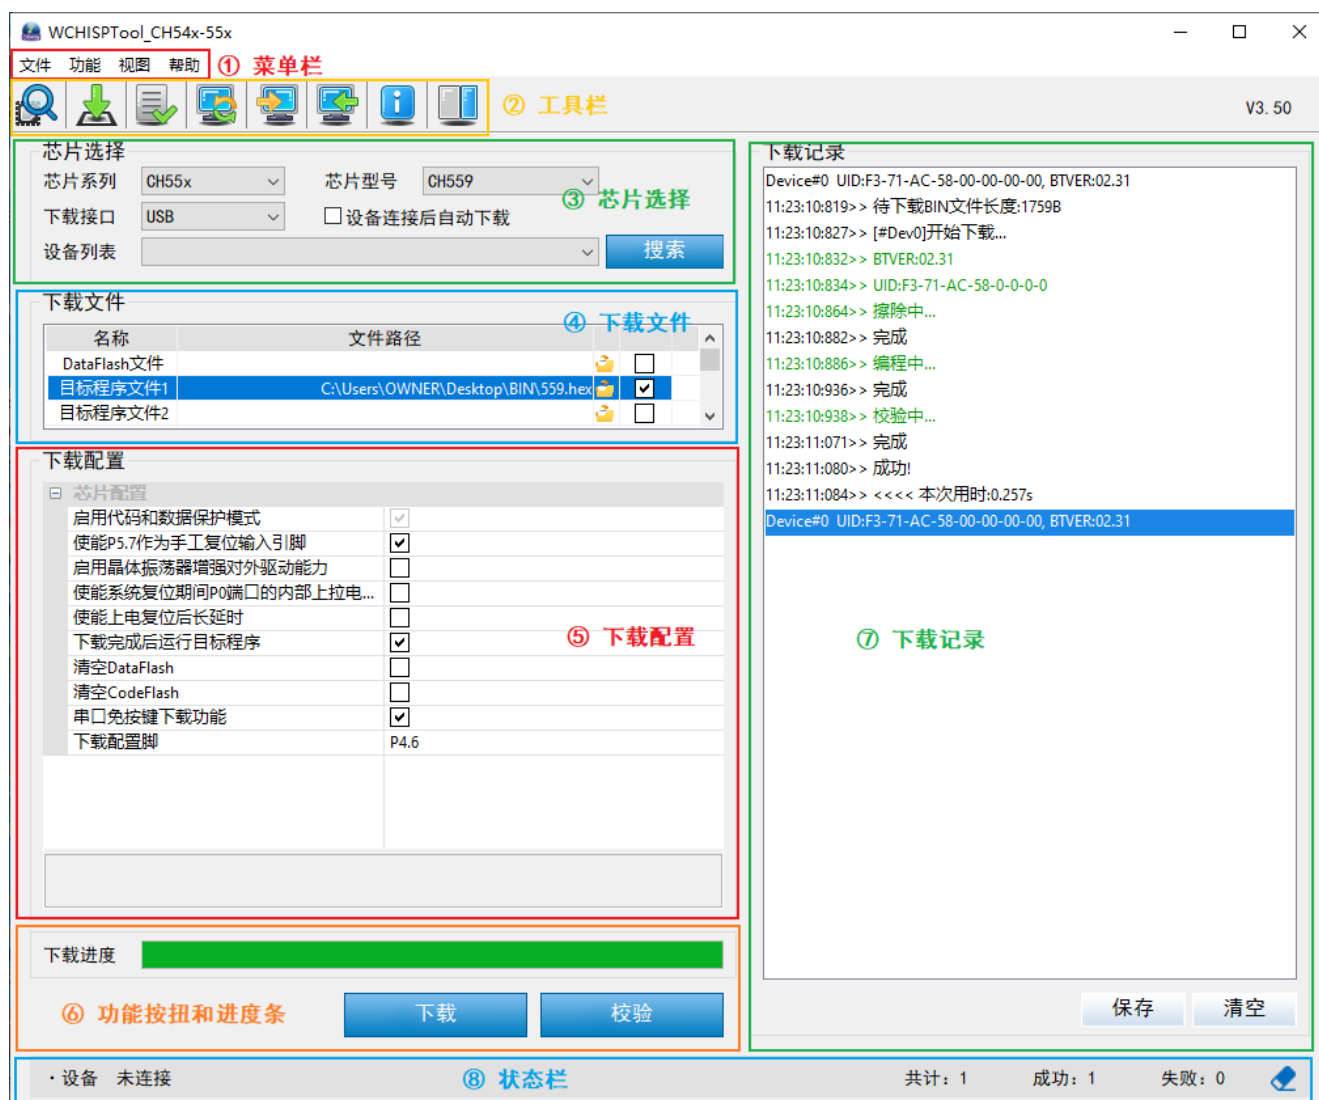 WCHISPTool_CH54x-55x
文件 功能 视图 帮助 ① 菜单栏
② 工具栏
V3.50
芯片选择
芯片系列 CH55x 芯片型号 CH559
③ 芯片选择
下载接口 USB 设备连接后自动下载
设备列表 搜索
下载文件
④ 下载文件
名称 文件路径
DataFlash文件
目标程序文件1 C:\Users\OWNER\Desktop\BIN\559.hex
目标程序文件2
下载配置
芯片配置
启用代码和数据保护模式
使能P5.7作为手工复位输入引脚
启用晶体振荡器增强对外驱动能力
使能系统复位期间P0端口的内部上拉电...
使能上电复位后长延时
下载完成后运行目标程序
⑤ 下载配置
清空DataFlash
清空CodeFlash
串口免按键下载功能
下载配置脚 P4.6
下载进度
⑥ 功能按扭和进度条
下载 校验
下载记录
Device#0 UID:F3-71-AC-58-00-00-00-00, BTVER:02.31
11:23:10:819>> 待下载BIN文件长度:1759B
11:23:10:827>> [#Dev0]开始下载...
11:23:10:832>> BTVER:02.31
11:23:10:834>> UID:F3-71-AC-58-0-0-0-0
11:23:10:864>> 擦除中...
11:23:10:882>> 完成
11:23:10:886>> 编程中...
11:23:10:936>> 完成
11:23:10:938>> 校验中...
11:23:11:071>> 完成
11:23:11:080>> 成功!
11:23:11:084>> <<<< 本次用时:0.257s
Device#0 UID:F3-71-AC-58-00-00-00-00, BTVER:02.31
⑦ 下载记录
保存 清空
·设备 未连接
⑧ 状态栏
共计: 1 成功: 1 失败: 0